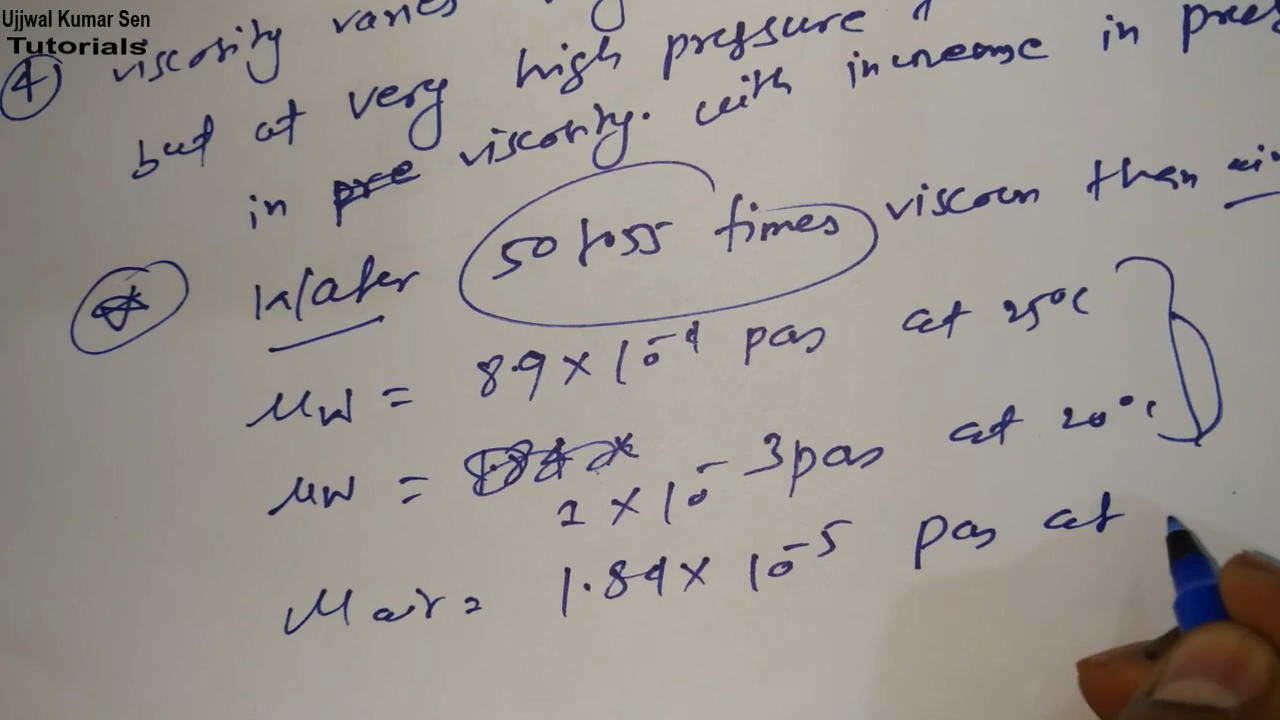 Ujjwal Kumar Sen
Tutorials
④ viscosity varies
but at very high pressure
in pre viscosity. with increase in pres
Water 50 to 55 times viscous than air
μw = 8.9 × 10⁻⁴ pas at 25°C
μw = 1 × 10⁻3 pas at 20°C
μ air = 1.84 × 10⁻⁵ pas at